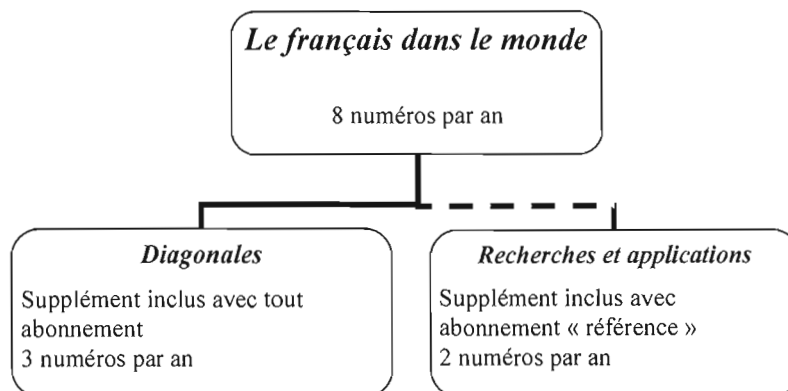 Le français dans le monde
8 numéros par an
Diagonales
Supplément inclus avec tout
abonnement
3 numéros par an
Recherches et applications
Supplément inclus avec
abonnement « référence »
2 numéros par an